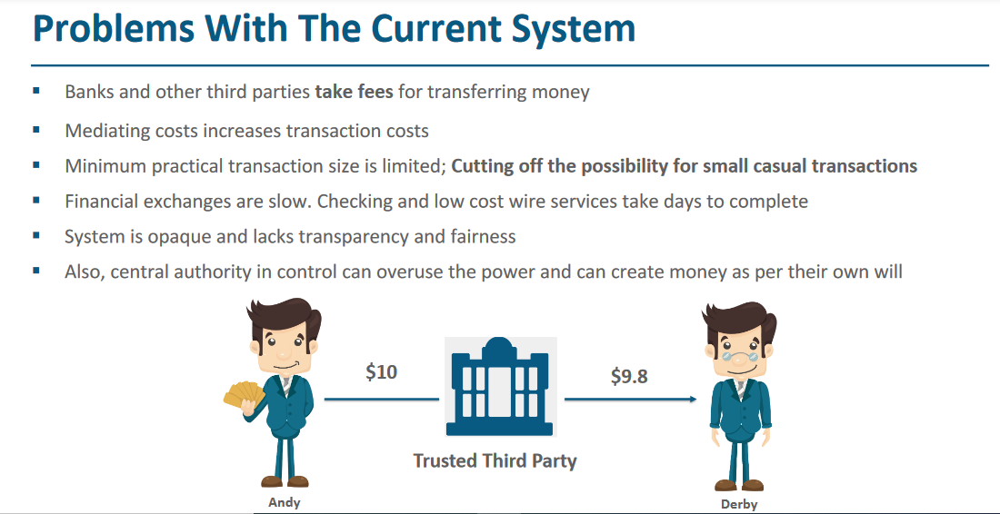 Problems With The Current System
▪ Banks and other third parties take fees for transferring money
▪ Mediating costs increases transaction costs
▪ Minimum practical transaction size is limited; Cutting off the possibility for small casual transactions
▪ Financial exchanges are slow. Checking and low cost wire services take days to complete
▪ System is opaque and lacks transparency and fairness
▪ Also, central authority in control can overuse the power and can create money as per their own will
$10
$9.8
Trusted Third Party
Andy
Derby